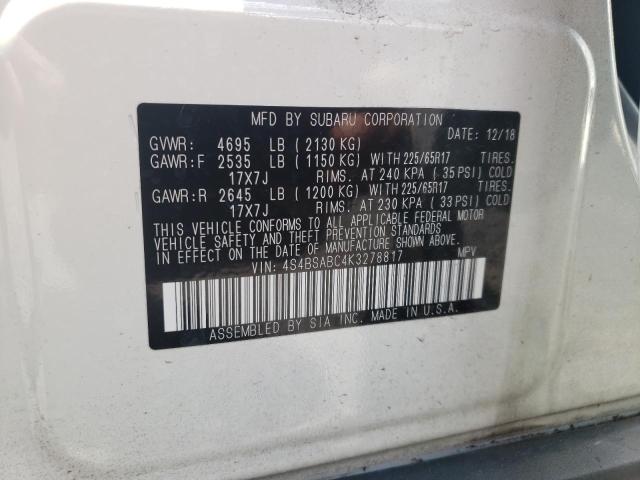 MFD BY SUBARU CORPORATION
DATE: 12/18
GVWR: 4695 LB ( 2130 KG)
GAWR:F 2535 LB ( 1150 KG) WITH 225/65R17 TIRES.
17X7J RIMS. AT 240 KPA ( 35 PSI) COLD
GAWR:R 2645 LB ( 1200 KG) WITH 225/65R17 TIRES.
17X7J RIMS. AT 230 KPA ( 33 PSI) COLD
THIS VEHICLE CONFORMS TO ALL APPLICABLE FEDERAL MOTOR
VEHICLE SAFETY AND THEFT PREVENTION STANDARDS
IN EFFECT ON THE DATE OF MANUFACTURE SHOWN ABOVE.
VIN: 4S4BSABC4K3278817 MPV
ASSEMBLED BY SIA INC. MADE IN U.S.A.